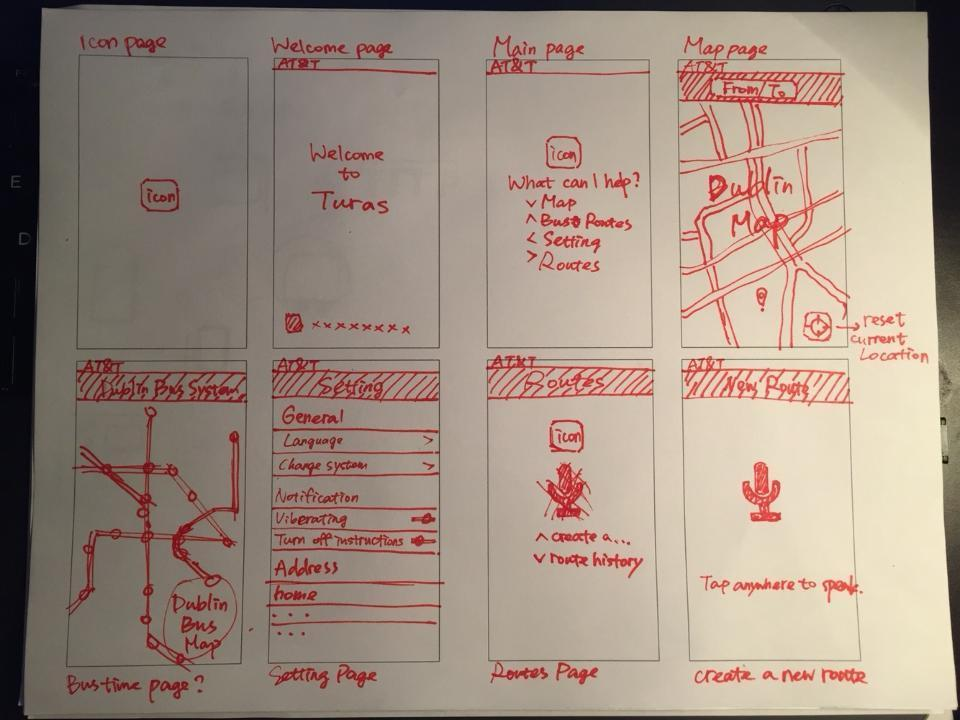 Icon page
icon
Welcome page
AT&T
Welcome
to
Turas
xxxxxxxx
Main page
AT&T
icon
What can I help?
v Map
^ Bus Routes
< Setting
> Routes
Map page
AT&T
From/To
Dublin
Map
→ reset
current
Location
AT&T
Dublin Bus System
Dublin
Bus
Map
Bus time page?
AT&T
Setting
General
Language >
Change system >
Notification
Viberating
Turn off instructions
Address
home
...
...
Setting Page
AT&T
Routes
icon
^ create a...
v route history
Routes Page
AT&T
New Route
Tap anywhere to speak.
create a new route
E
D